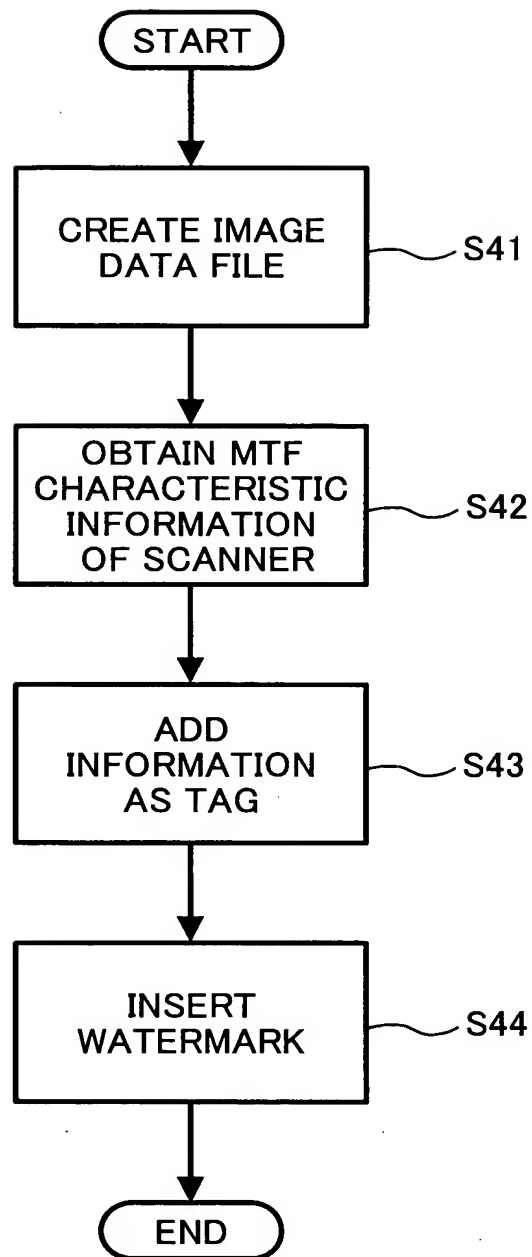 START
CREATE IMAGE
DATA FILE
S41
OBTAIN MTF
CHARACTERISTIC
INFORMATION
OF SCANNER
S42
ADD
INFORMATION
AS TAG
S43
INSERT
WATERMARK
S44
END